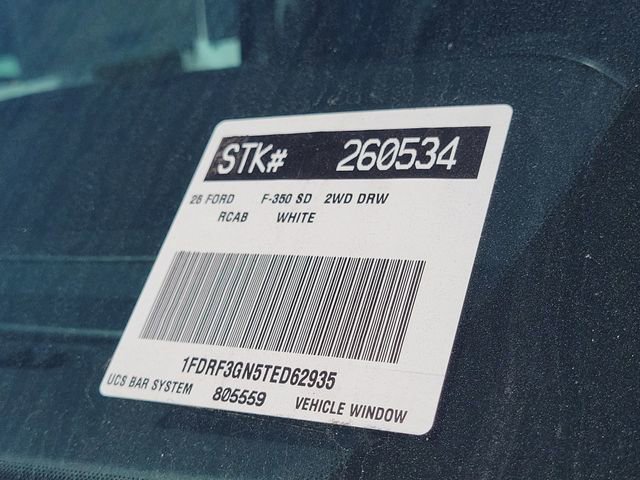 STK# 260534
26 FORD F-350 SD 2WD DRW
RCAB WHITE
1FDRF3GN5TED62935
UCS BAR SYSTEM 805559 VEHICLE WINDOW